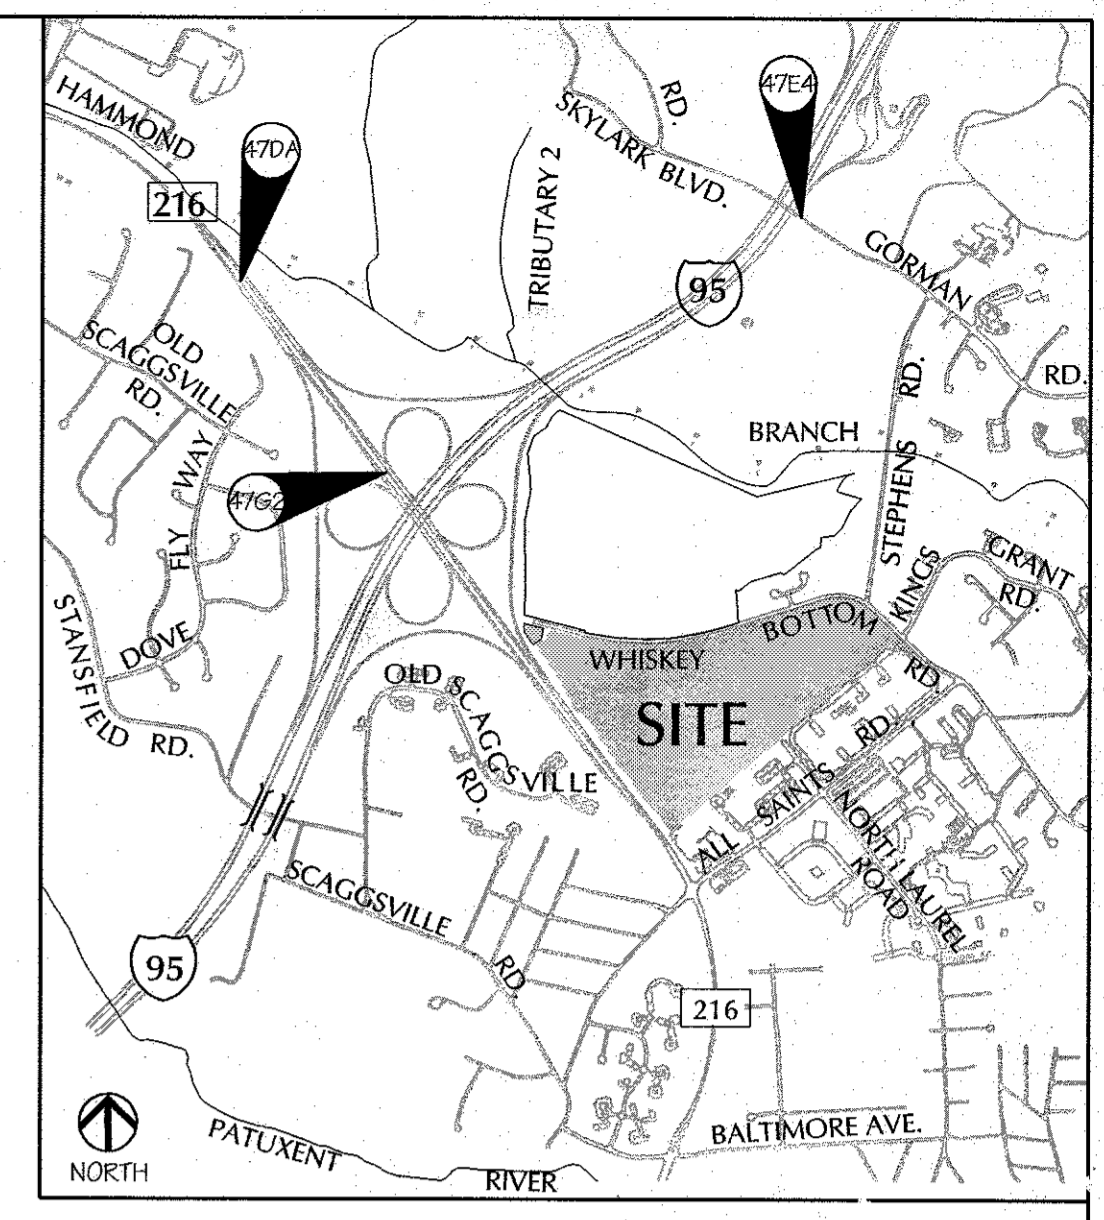 HAMMOND
47DA
216
SKYLARK BLVD.
RD.
47E4
TRIBUTARY 2
95
GORMAN
RD.
OLD
SCAGGSVILLE
RD.
FLY WAY
47G2
BRANCH
STEPHENS RD.
KINGS
GRANT
RD.
STANSFIELD RD.
DOVE
WHISKEY
BOTTOM
RD.
SITE
OLD SCAGGSVILLE
RD.
ALL SAINTS RD.
NORTH LAUREL
ROAD
SCAGGSVILLE
RD.
95
216
BALTIMORE AVE.
NORTH
PATUXENT
RIVER